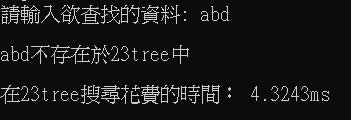 請輸入欲查找的資料: abd
abd不存在於23tree中
在23tree搜尋花費的時間： 4.3243ms